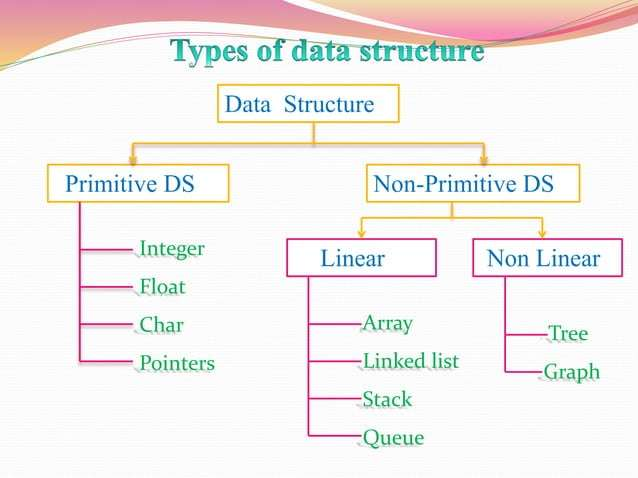 Types of data structure
Data Structure
Primitive DS
Non-Primitive DS
Integer
Float
Char
Pointers
Linear
Non Linear
Array
Linked list
Stack
Queue
Tree
Graph